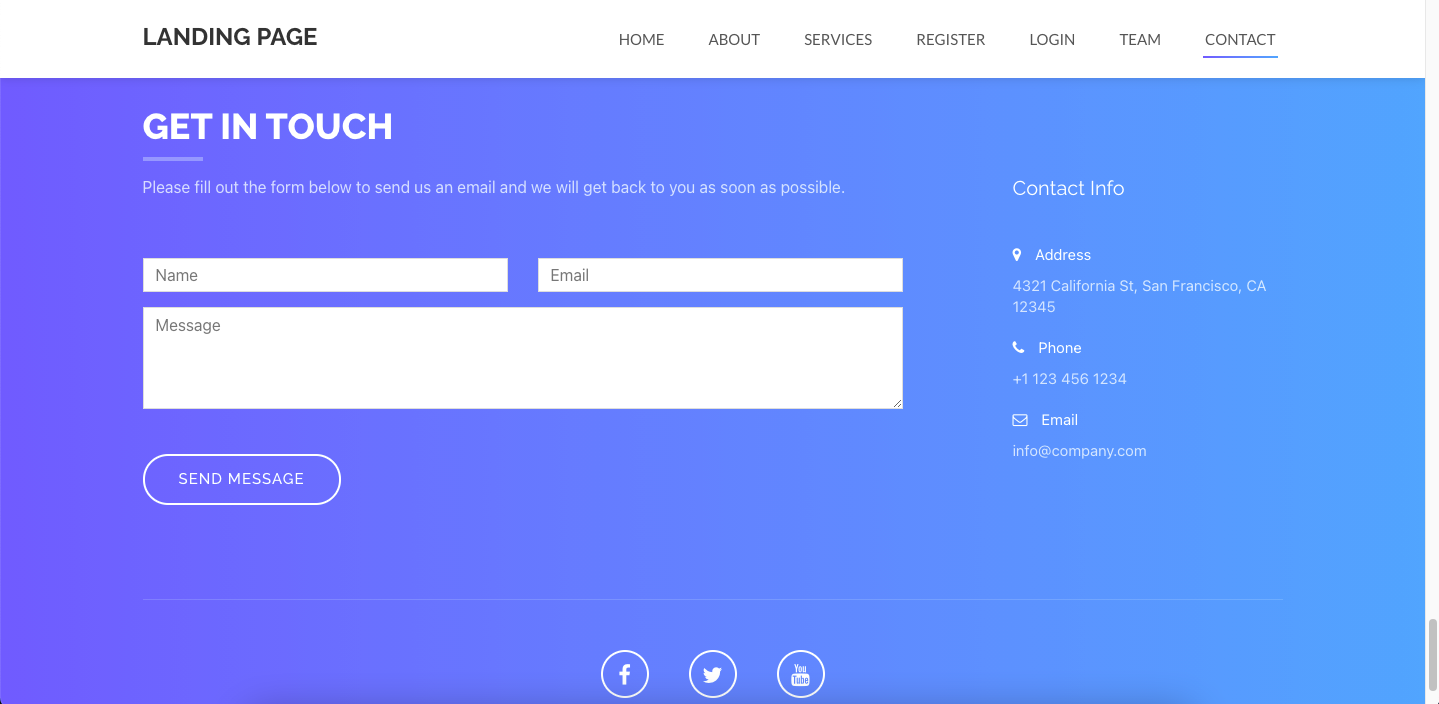 LANDING PAGE
HOME ABOUT SERVICES REGISTER LOGIN TEAM CONTACT
GET IN TOUCH
Please fill out the form below to send us an email and we will get back to you as soon as possible.
Name
Email
Message
SEND MESSAGE
Contact Info
Address
4321 California St, San Francisco, CA
12345
Phone
+1 123 456 1234
Email
info@company.com
You
Tube